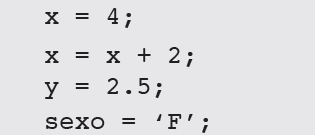 x = 4;
x = x + 2;
y = 2.5;
sexo = ‘F’;